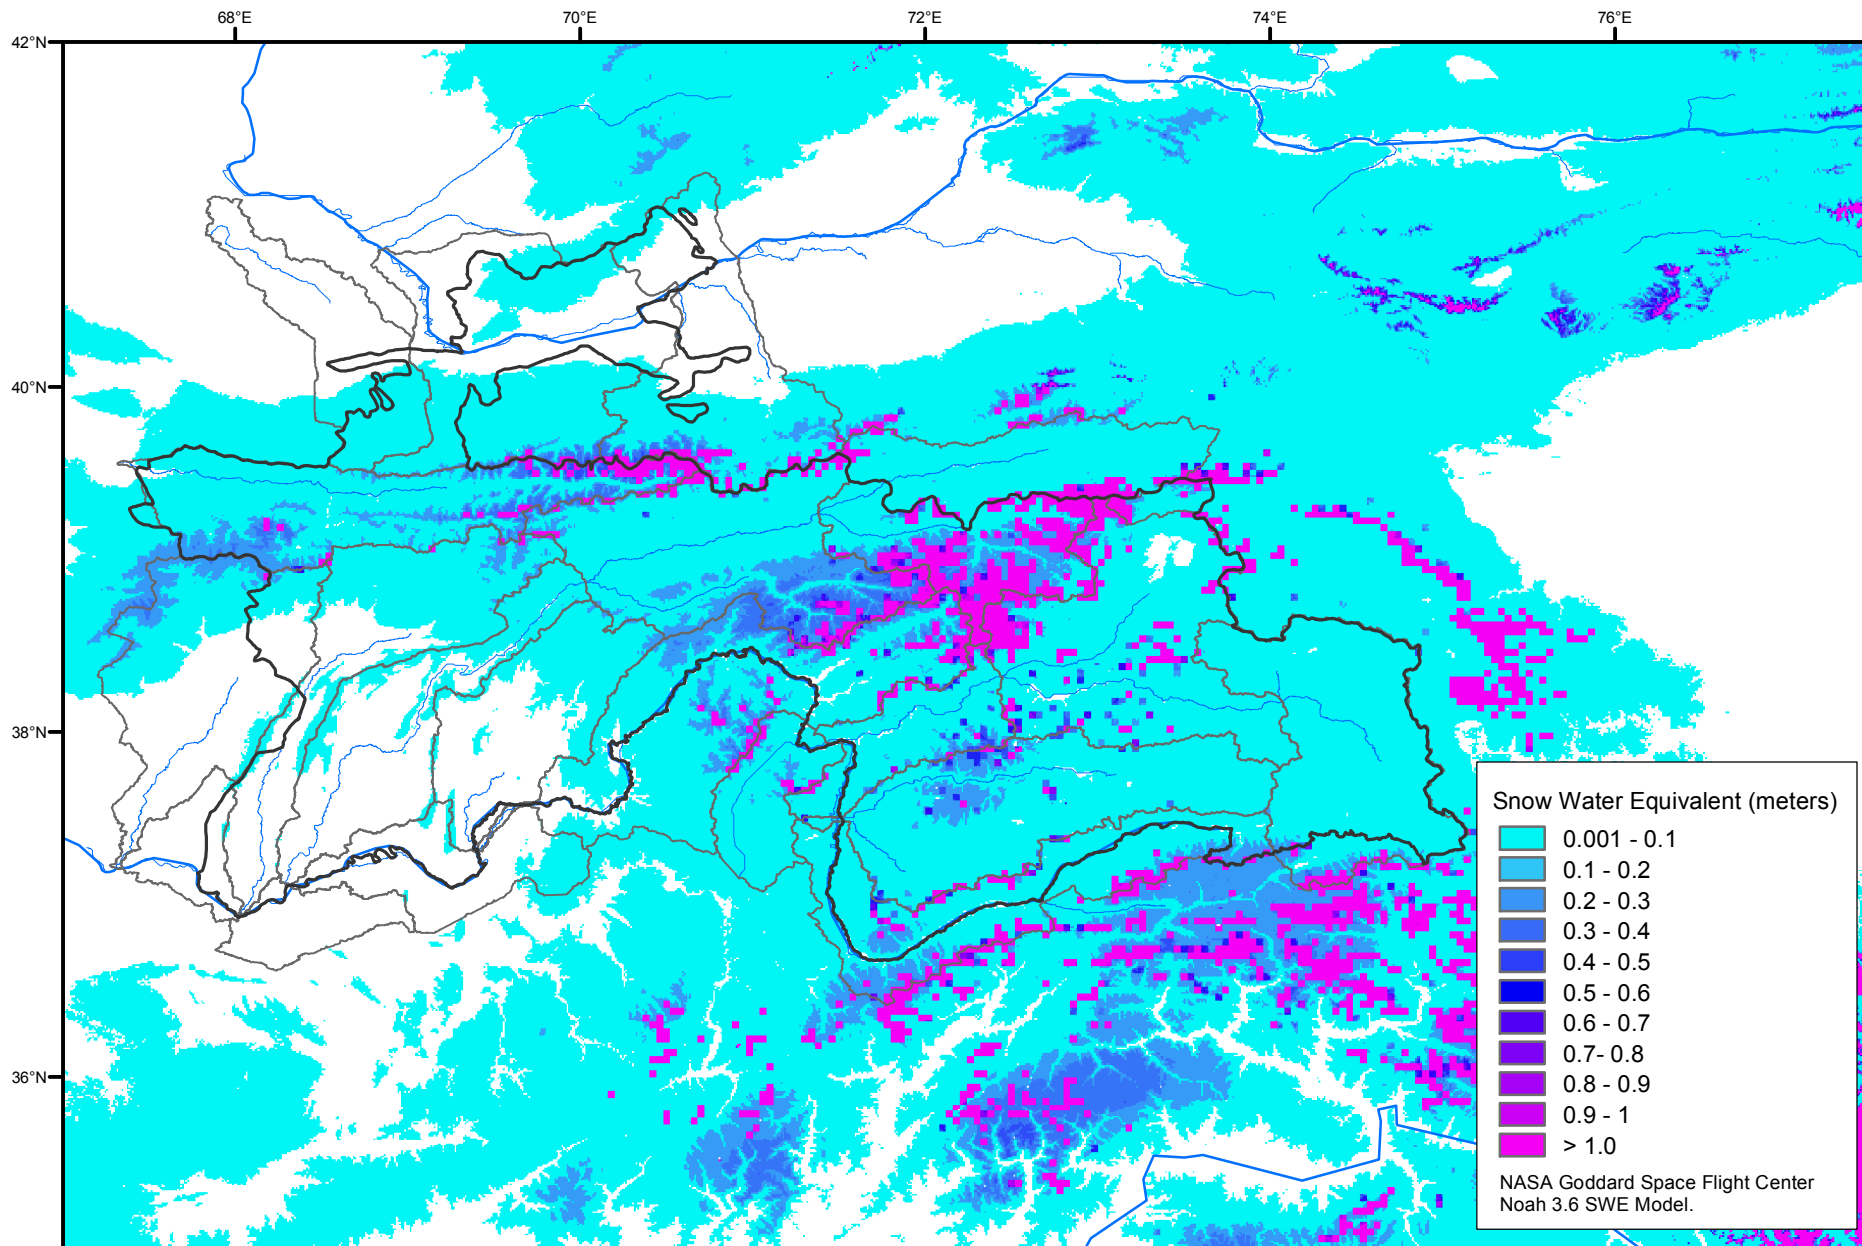 68°E 70°E 72°E 74°E 76°E
42°N
40°N
38°N
36°N
Snow Water Equivalent (meters)
0.001 - 0.1
0.1 - 0.2
0.2 - 0.3
0.3 - 0.4
0.4 - 0.5
0.5 - 0.6
0.6 - 0.7
0.7- 0.8
0.8 - 0.9
0.9 - 1
> 1.0
NASA Goddard Space Flight Center
Noah 3.6 SWE Model.